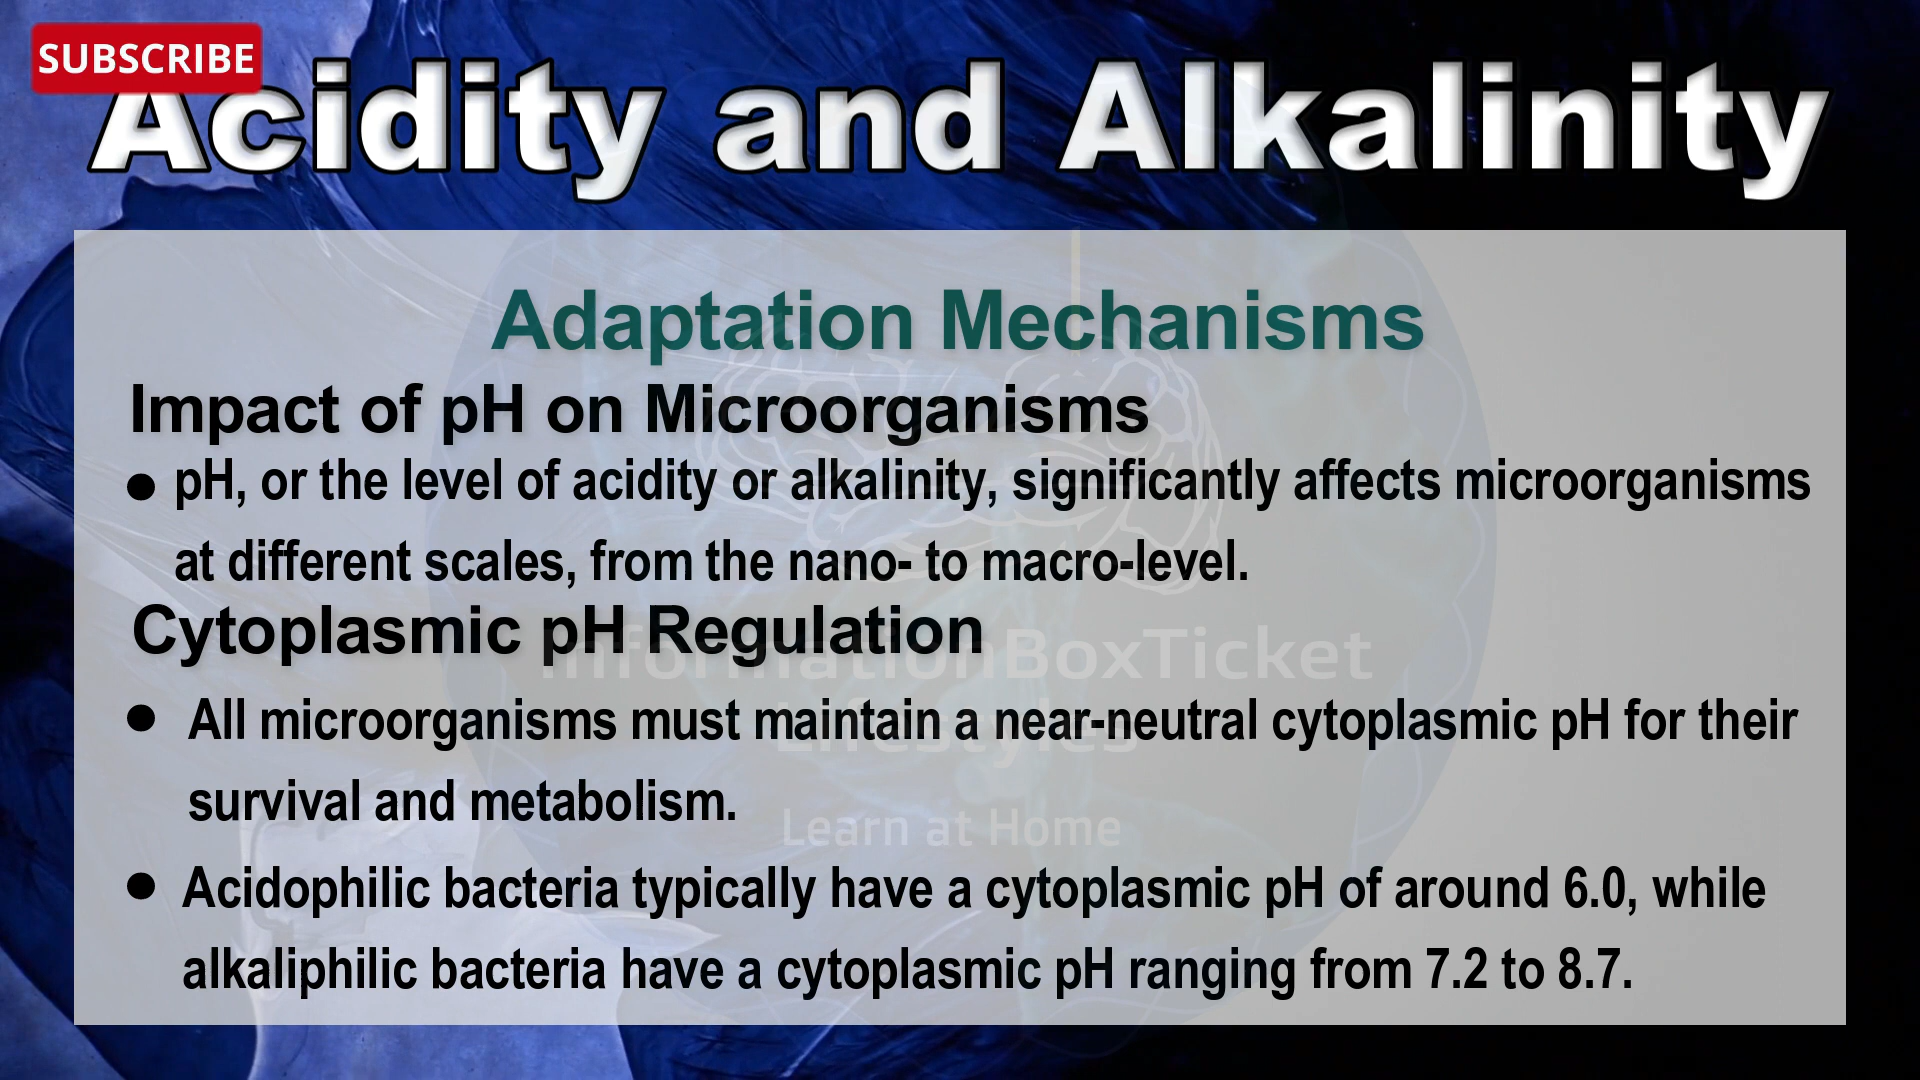 SUBSCRIBE
Acidity and Alkalinity
Adaptation Mechanisms
Impact of pH on Microorganisms
● pH, or the level of acidity or alkalinity, significantly affects microorganisms
at different scales, from the nano- to macro-level.
Cytoplasmic pH Regulation
InformationBoxTicket
● All microorganisms must maintain a near-neutral cytoplasmic pH for their
Lifestyles
survival and metabolism.
Learn at Home
● Acidophilic bacteria typically have a cytoplasmic pH of around 6.0, while
alkaliphilic bacteria have a cytoplasmic pH ranging from 7.2 to 8.7.